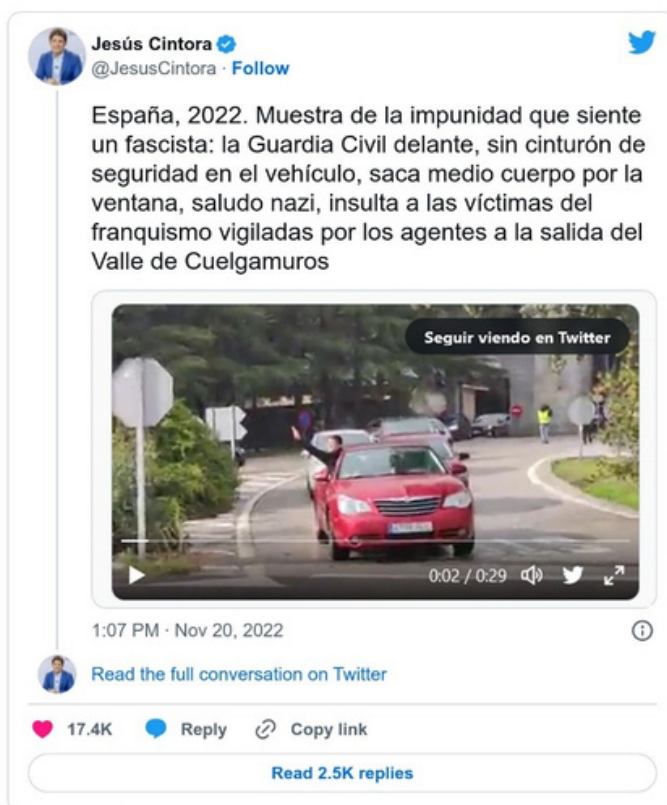 Jesús Cintora
@JesusCintora · Follow
España, 2022. Muestra de la impunidad que siente
un fascista: la Guardia Civil delante, sin cinturón de
seguridad en el vehículo, saca medio cuerpo por la
ventana, saludo nazi, insulta a las víctimas del
franquismo vigiladas por los agentes a la salida del
Valle de Cuelgamuros
Seguir viendo en Twitter
0:02 / 0:29
1:07 PM · Nov 20, 2022
Read the full conversation on Twitter
17.4K Reply Copy link
Read 2.5K replies